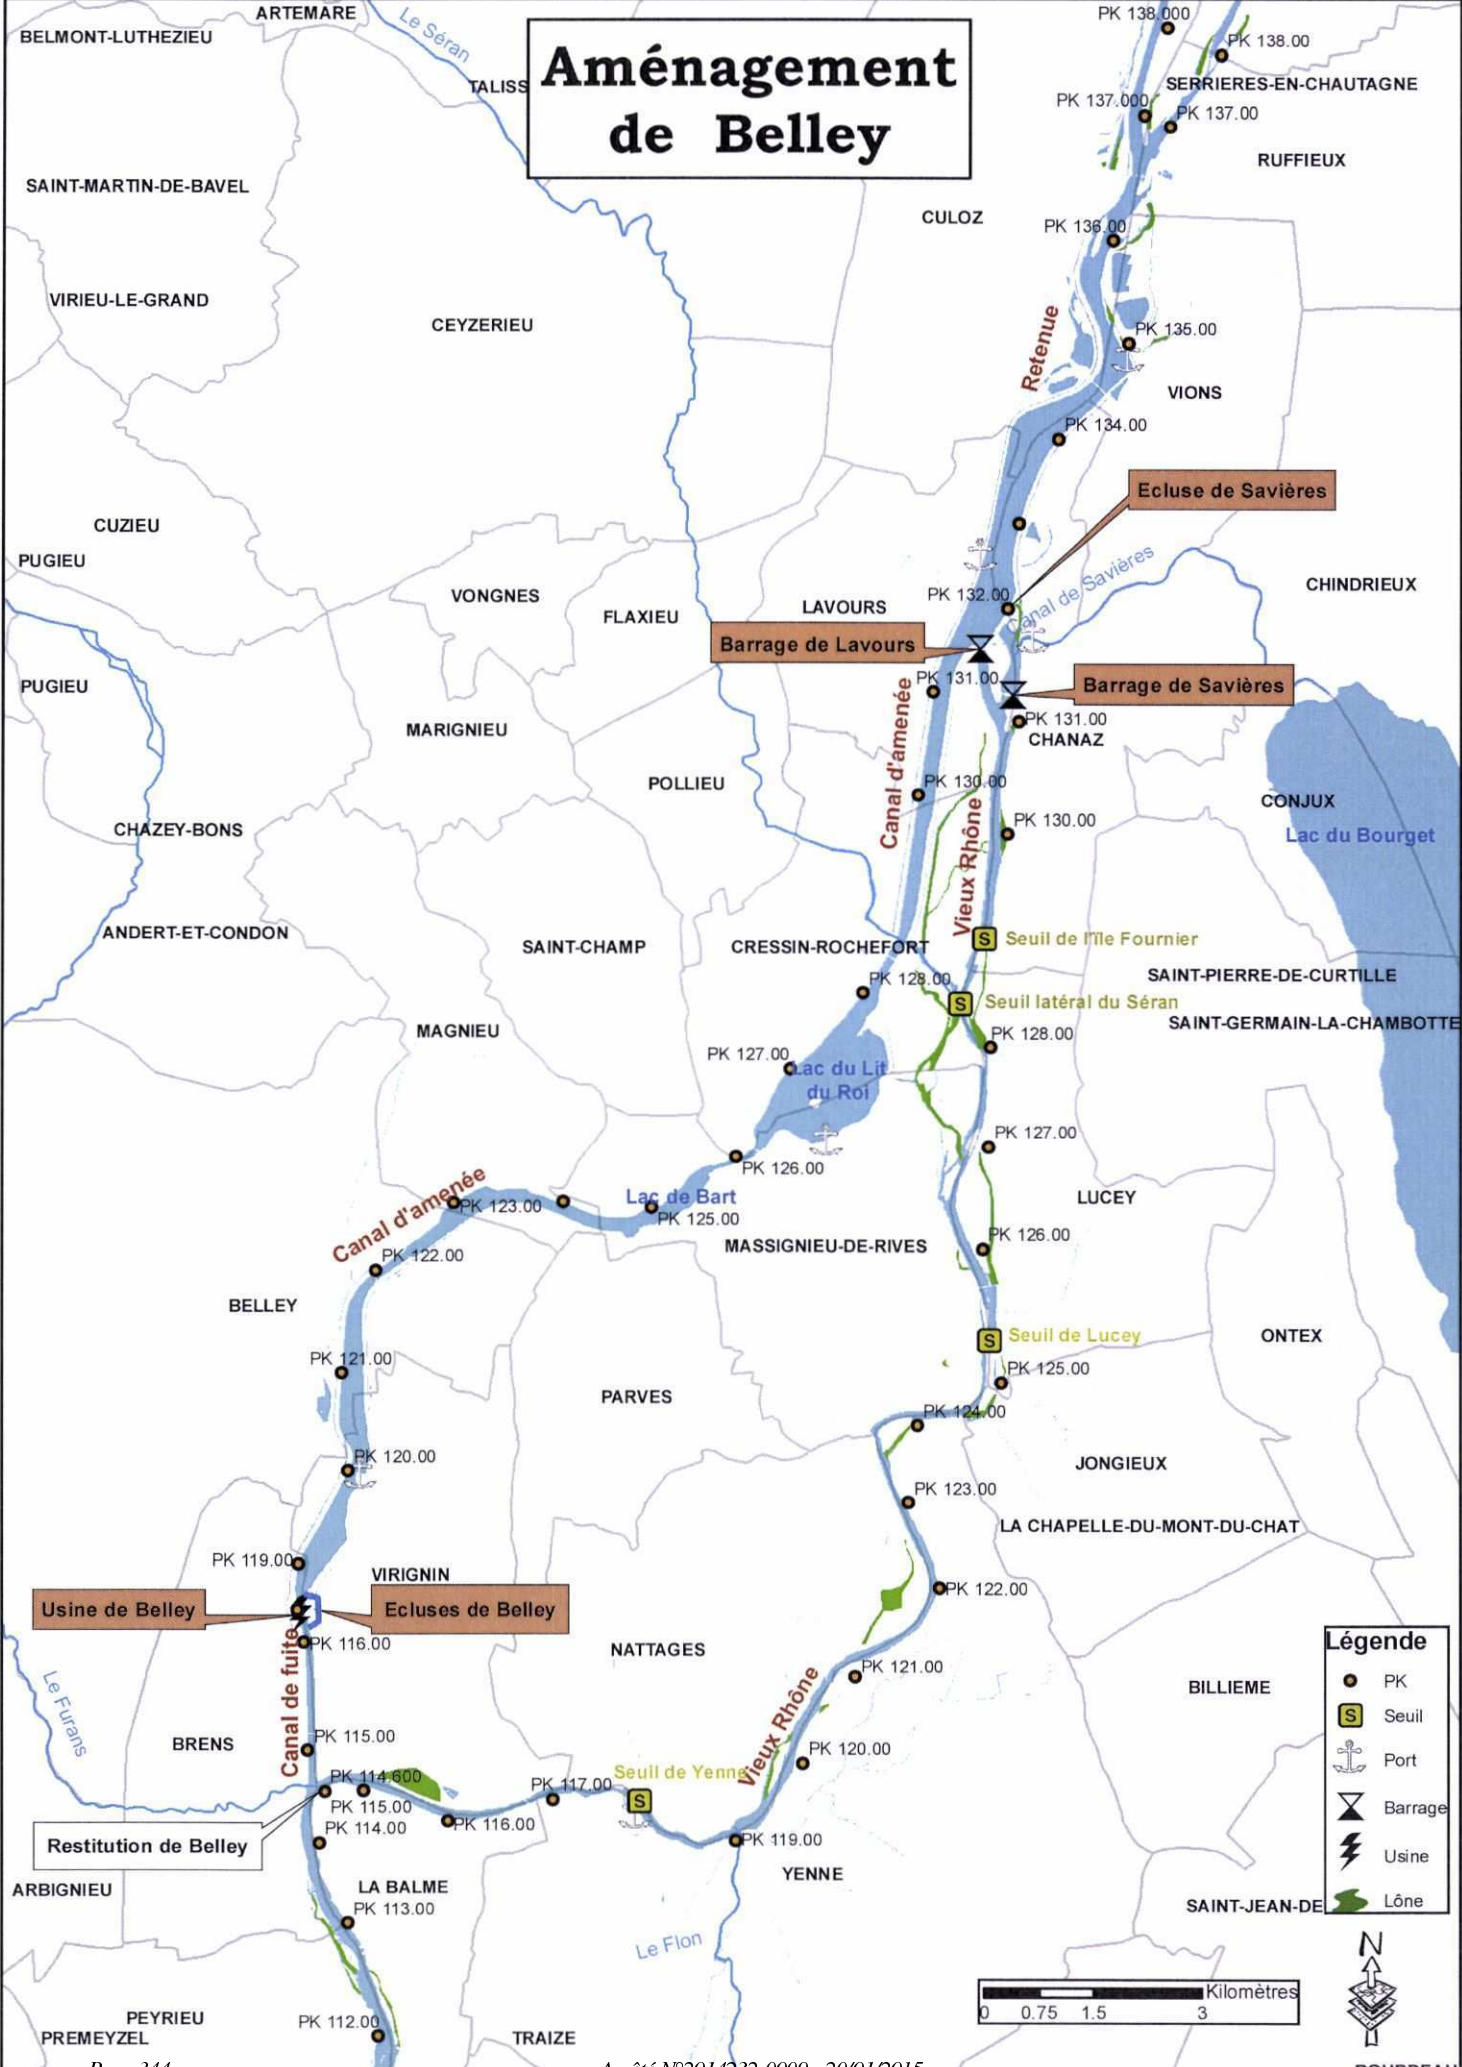 ARTEMARE
BELMONT-LUTHEZIEU
Le Séran
TALISS
Aménagement
de Belley
PK 138.000
PK 138.00
SERRIERES-EN-CHAUTAGNE
PK 137.000
PK 137.00
RUFFIEUX
SAINT-MARTIN-DE-BAVEL
CULOZ
PK 136.00
VIRIEU-LE-GRAND
CEYZERIEU
Retenue
PK 135.00
VIONS
PK 134.00
Ecluse de Savières
CUZIEU
PUGIEU
VONGNES
FLAXIEU
LAVOURS
PK 132.00
Canal de Savières
CHINDRIEUX
Barrage de Lavours
PK 131.00
Barrage de Savières
PUGIEU
PK 131.00
CHANAZ
MARIGNIEU
POLLIEU
Canal d'amenée
PK 130.00
CONJUX
PK 130.00
Lac du Bourget
CHAZEY-BONS
Vieux Rhône
ANDERT-ET-CONDON
SAINT-CHAMP
CRESSIN-ROCHEFORT
Seuil de l'île Fournier
PK 128.00
SAINT-PIERRE-DE-CURTILLE
Seuil latéral du Séran
SAINT-GERMAIN-LA-CHAMBOTTE
MAGNIEU
PK 128.00
PK 127.00
Lac du Lit
du Roi
PK 127.00
PK 126.00
Canal d'amenée
PK 123.00
Lac de Bart
PK 125.00
LUCEY
PK 126.00
MASSIGNIEU-DE-RIVES
PK 122.00
BELLEY
Seuil de Lucey
ONTEX
PK 121.00
PK 125.00
PARVES
PK 124.00
PK 120.00
JONGIEUX
PK 123.00
LA CHAPELLE-DU-MONT-DU-CHAT
PK 119.00
VIRIGNIN
PK 122.00
Usine de Belley
Ecluses de Belley
PK 116.00
NATTAGES
Canal de fuite
PK 121.00
Vieux Rhône
BILLIEME
Le Furans
BRENS
PK 115.00
PK 120.00
Seuil de Yenne
PK 114.600
PK 117.00
PK 115.00
PK 116.00
PK 114.00
Restitution de Belley
PK 119.00
YENNE
ARBIGNIEU
LA BALME
PK 113.00
SAINT-JEAN-DE
Le Flon
PEYRIEU
PREMEYZEL
PK 112.00
TRAIZE
Légende
PK
S Seuil
Port
Barrage
Usine
Lône
N
Kilomètres
0 0.75 1.5 3